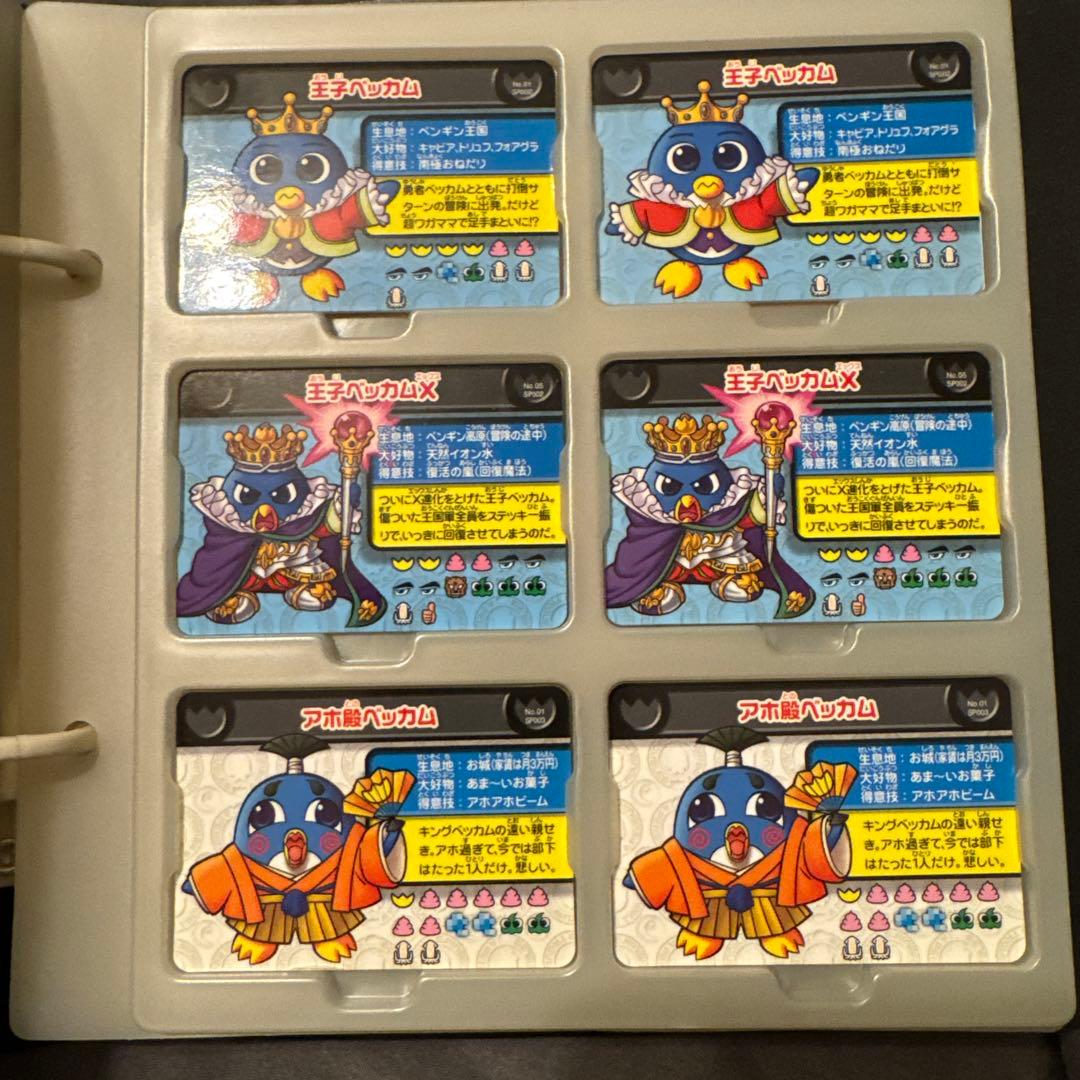 王子ベッカム
No.01
SP002
生息地：ペンギン王国
大好物：キャビア、トリュフ、フォアグラ
得意技：南極おねだり
勇者ベッカムとともに打倒サ
ターンの冒険に出発。だけど
超ワガママで足手まといに!?
王子ベッカム
No.01
SP002
生息地：ペンギン王国
大好物：キャビア、トリュフ、フォアグラ
得意技：南極おねだり
勇者ベッカムとともに打倒サ
ターンの冒険に出発。だけど
超ワガママで足手まといに!?
王子ベッカムX
No.05
SP002
生息地：ペンギン高原(冒険の途中)
大好物：天然イオン水
得意技：復活の嵐(回復魔法)
ついにX進化をとげた王子ベッカム。
傷ついた王国軍全員をステッキ一振
りで、いっきに回復させてしまうのだ。
王子ベッカムX
No.05
SP002
生息地：ペンギン高原(冒険の途中)
大好物：天然イオン水
得意技：復活の嵐(回復魔法)
ついにX進化をとげた王子ベッカム。
傷ついた王国軍全員をステッキ一振
りで、いっきに回復させてしまうのだ。
アホ殿ベッカム
No.01
SP003
生息地：お城(家賃は月3万円)
大好物：あま〜いお菓子
得意技：アホアホビーム
キングベッカムの遠い親せ
き。アホ過ぎて、今では部下
はたった1人だけ。悲しい。
アホ殿ベッカム
No.01
SP003
生息地：お城(家賃は月3万円)
大好物：あま〜いお菓子
得意技：アホアホビーム
キングベッカムの遠い親せ
き。アホ過ぎて、今では部下
はたった1人だけ。悲しい。